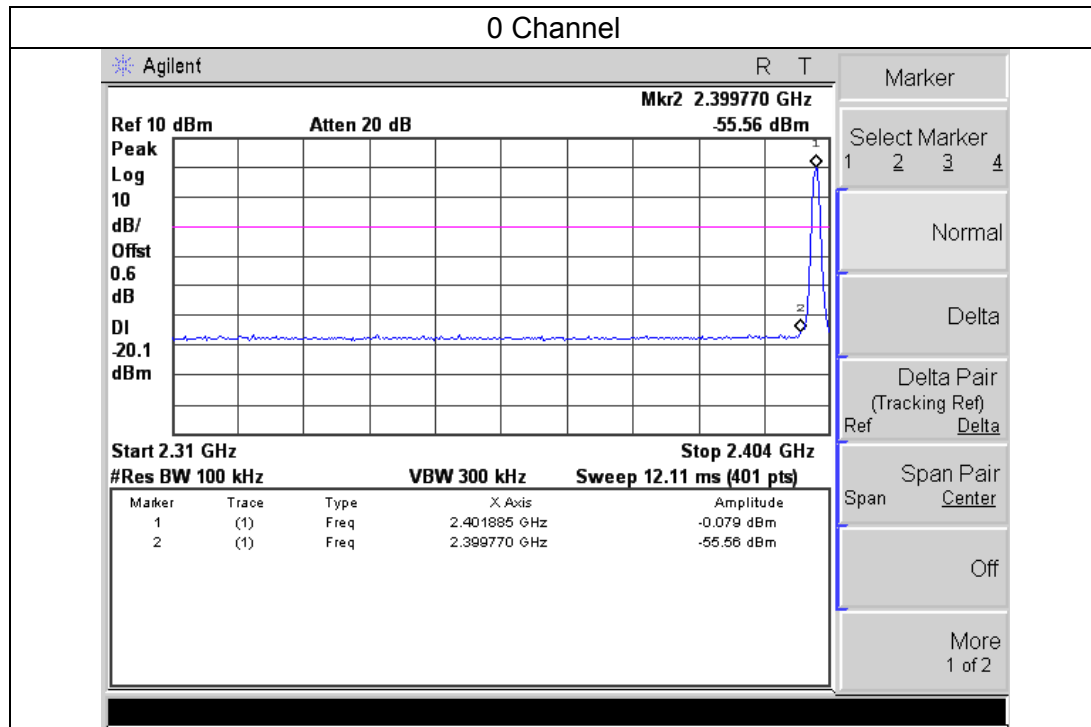 0 Channel
Agilent R T
Marker
Mkr2 2.399770 GHz
Ref 10 dBm Atten 20 dB -55.56 dBm
Peak
Log
10
dB/
Offst
0.6
dB
DI
-20.1
dBm
1
2
Start 2.31 GHz Stop 2.404 GHz
#Res BW 100 kHz VBW 300 kHz Sweep 12.11 ms (401 pts)
Marker Trace Type X Axis Amplitude
1 (1) Freq 2.401885 GHz -0.079 dBm
2 (1) Freq 2.399770 GHz -55.56 dBm
Select Marker
1 2 3 4
Normal
Delta
Delta Pair
(Tracking Ref)
Ref Delta
Span Pair
Span Center
Off
More
1 of 2